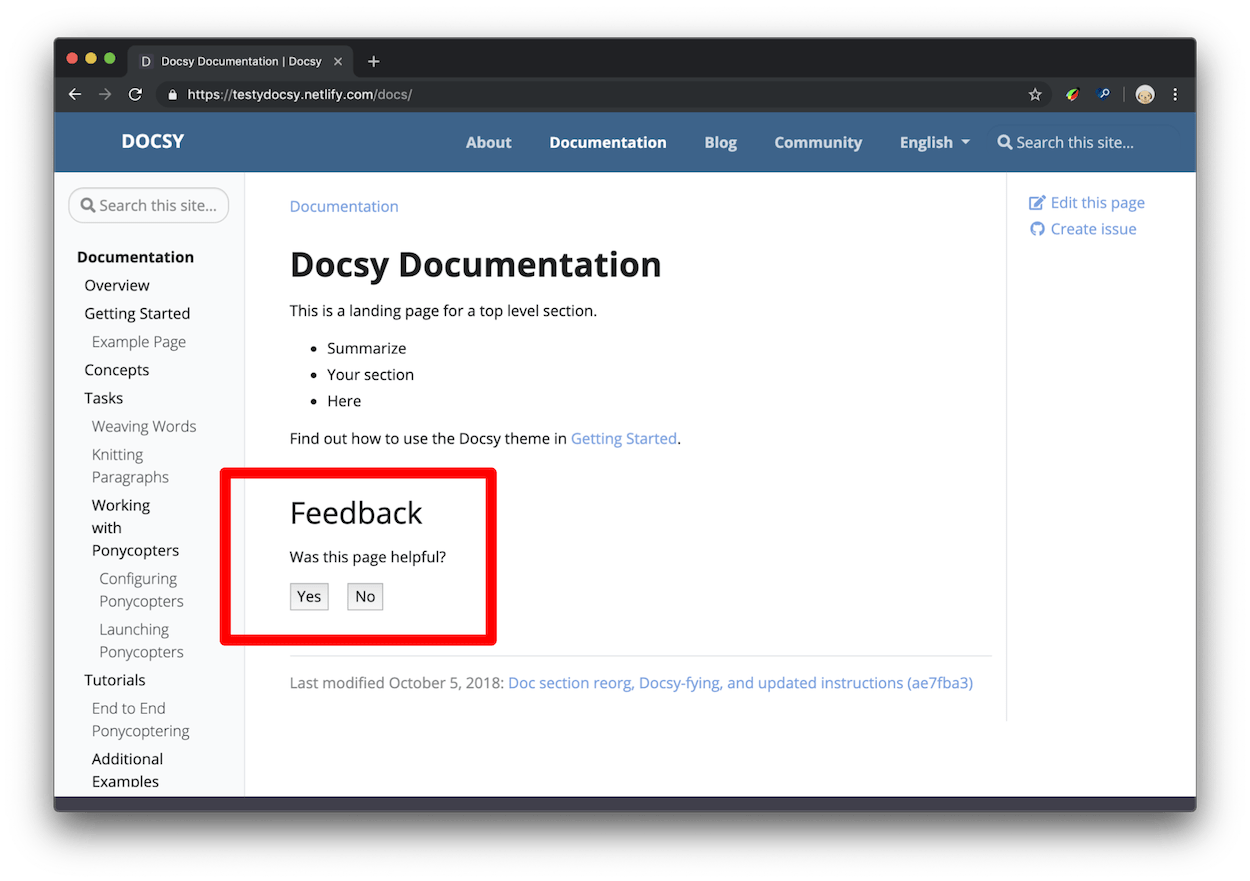 D Docsy Documentation | Docsy
https://testydocsy.netlify.com/docs/
DOCSY
About
Documentation
Blog
Community
English
Search this site...
Search this site...
Documentation
Overview
Getting Started
Example Page
Concepts
Tasks
Weaving Words
Knitting
Paragraphs
Working
with
Ponycopters
Configuring
Ponycopters
Launching
Ponycopters
Tutorials
End to End
Ponycoptering
Additional
Examples
Documentation
Docsy Documentation
This is a landing page for a top level section.
Summarize
Your section
Here
Find out how to use the Docsy theme in Getting Started.
Feedback
Was this page helpful?
Yes No
Last modified October 5, 2018: Doc section reorg, Docsy-fying, and updated instructions (ae7fba3)
Edit this page
Create issue